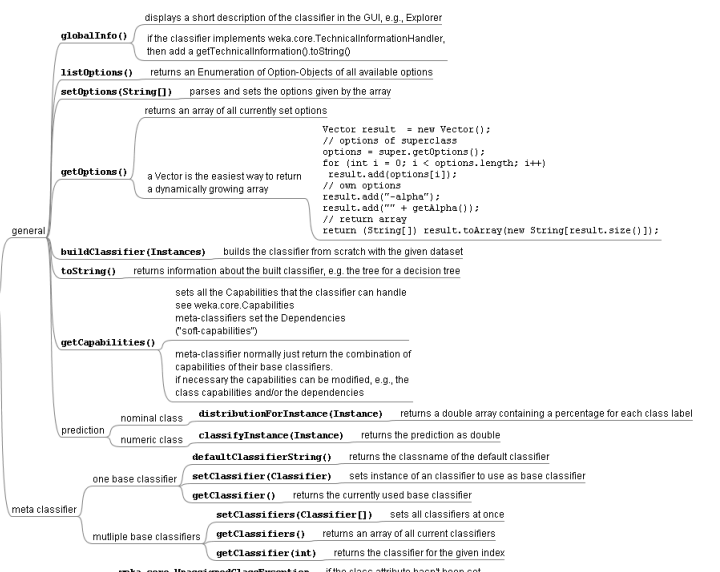 displays a short description of the classifier in the GUI, e.g., Explorer
globalInfo()
if the classifier implements weka.core.TechnicalInformationHandler,
then add a getTechnicalInformation().toString()
listOptions() returns an Enumeration of Option-Objects of all available options
setOptions(String[]) parses and sets the options given by the array
returns an array of all currently set options
getOptions()
a Vector is the easiest way to return
a dynamically growing array
Vector result = new Vector();
// options of superclass
options = super.getOptions();
for (int i = 0; i < options.length; i++)
result.add(options[i]);
// own options
result.add("-alpha");
result.add("" + getAlpha());
// return array
return (String[]) result.toArray(new String[result.size()]);
general
buildClassifier(Instances) builds the classifier from scratch with the given dataset
toString() returns information about the built classifier, e.g. the tree for a decision tree
sets all the Capabilities that the classifier can handle
see weka.core.Capabilities
meta-classifiers set the Dependencies
("soft-capabilities")
getCapabilities()
meta-classifier normally just return the combination of
capabilities of their base classifiers.
if necessary the capabilities can be modified, e.g., the
class capabilities and/or the dependencies
prediction
nominal class distributionForInstance(Instance) returns a double array containing a percentage for each class label
numeric class classifyInstance(Instance) returns the prediction as double
meta classifier
one base classifier
defaultClassifierString() returns the classname of the default classifier
setClassifier(Classifier) sets instance of an classifier to use as base classifier
getClassifier() returns the currently used base classifier
mutliple base classifiers
setClassifiers(Classifier[]) sets all classifiers at once
getClassifiers() returns an array of all current classifiers
getClassifier(int) returns the classifier for the given index
weka.core.UnassignedClassException if the class attribute hasn't been set